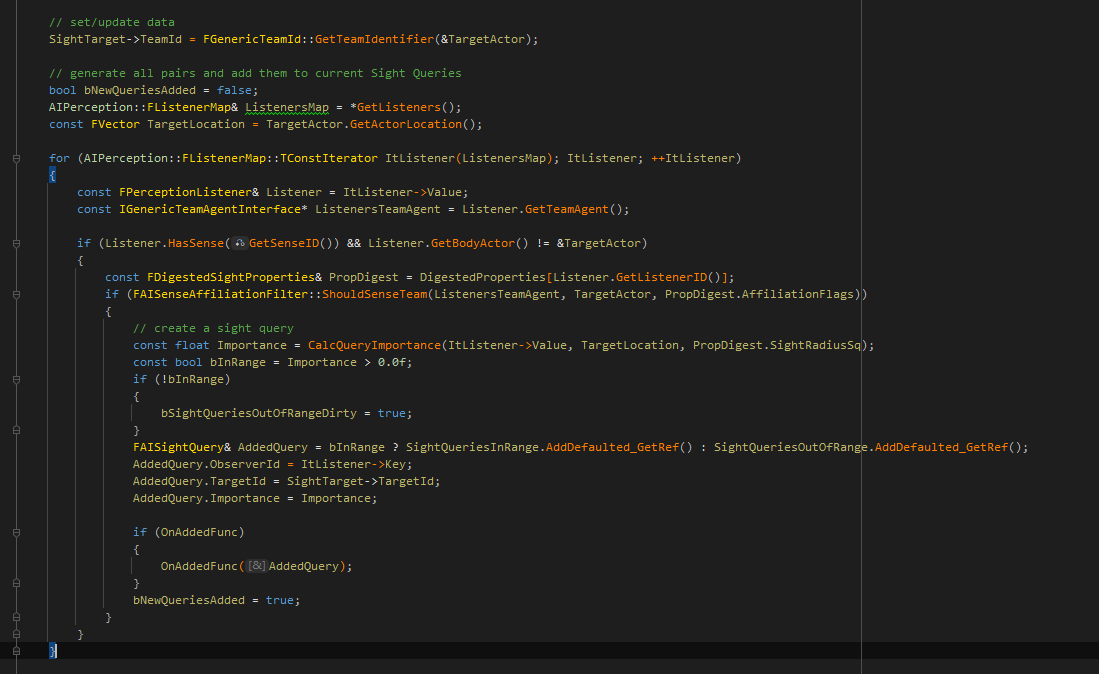 // set/update data
SightTarget->TeamId = FGenericTeamId::GetTeamIdentifier(&TargetActor);
// generate all pairs and add them to current Sight Queries
bool bNewQueriesAdded = false;
AIPerception::FListenerMap& ListenersMap = *GetListeners();
const FVector TargetLocation = TargetActor.GetActorLocation();
for (AIPerception::FListenerMap::TConstIterator ItListener(ListenersMap); ItListener; ++ItListener)
{
const FPerceptionListener& Listener = ItListener->Value;
const IGenericTeamAgentInterface* ListenersTeamAgent = Listener.GetTeamAgent();
if (Listener.HasSense(GetSenseID()) && Listener.GetBodyActor() != &TargetActor)
{
const FDigestedSightProperties& PropDigest = DigestedProperties[Listener.GetListenerID()];
if (FAISenseAffiliationFilter::ShouldSenseTeam(ListenersTeamAgent, TargetActor, PropDigest.AffiliationFlags))
{
// create a sight query
const float Importance = CalcQueryImportance(ItListener->Value, TargetLocation, PropDigest.SightRadiusSq);
const bool bInRange = Importance > 0.0f;
if (!bInRange)
{
bSightQueriesOutOfRangeDirty = true;
}
FAISightQuery& AddedQuery = bInRange ? SightQueriesInRange.AddDefaulted_GetRef() : SightQueriesOutOfRange.AddDefaulted_GetRef();
AddedQuery.ObserverId = ItListener->Key;
AddedQuery.TargetId = SightTarget->TargetId;
AddedQuery.Importance = Importance;
if (OnAddedFunc)
{
OnAddedFunc([&]AddedQuery);
}
bNewQueriesAdded = true;
}
}
}